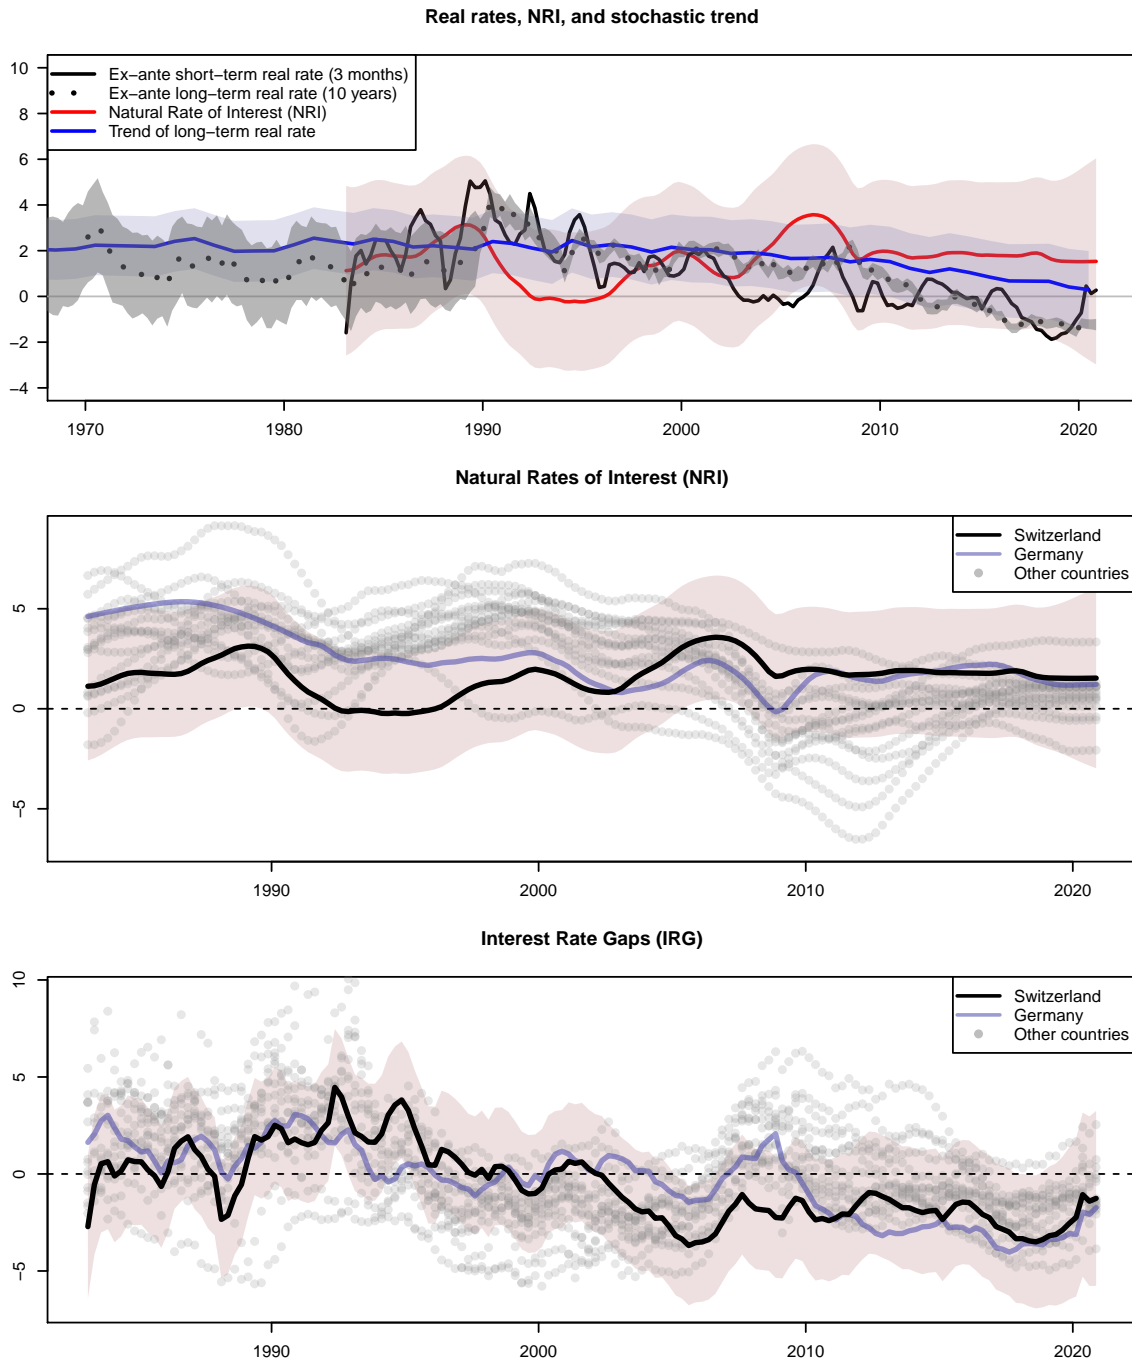 Real rates, NRI, and stochastic trend
10
8
6
4
2
0
−2
−4
Ex−ante short−term real rate (3 months)
Ex−ante long−term real rate (10 years)
Natural Rate of Interest (NRI)
Trend of long−term real rate
1970
1980
1990
2000
2010
2020
Natural Rates of Interest (NRI)
5
0
−5
Switzerland
Germany
Other countries
1990
2000
2010
2020
Interest Rate Gaps (IRG)
10
5
0
−5
Switzerland
Germany
Other countries
1990
2000
2010
2020